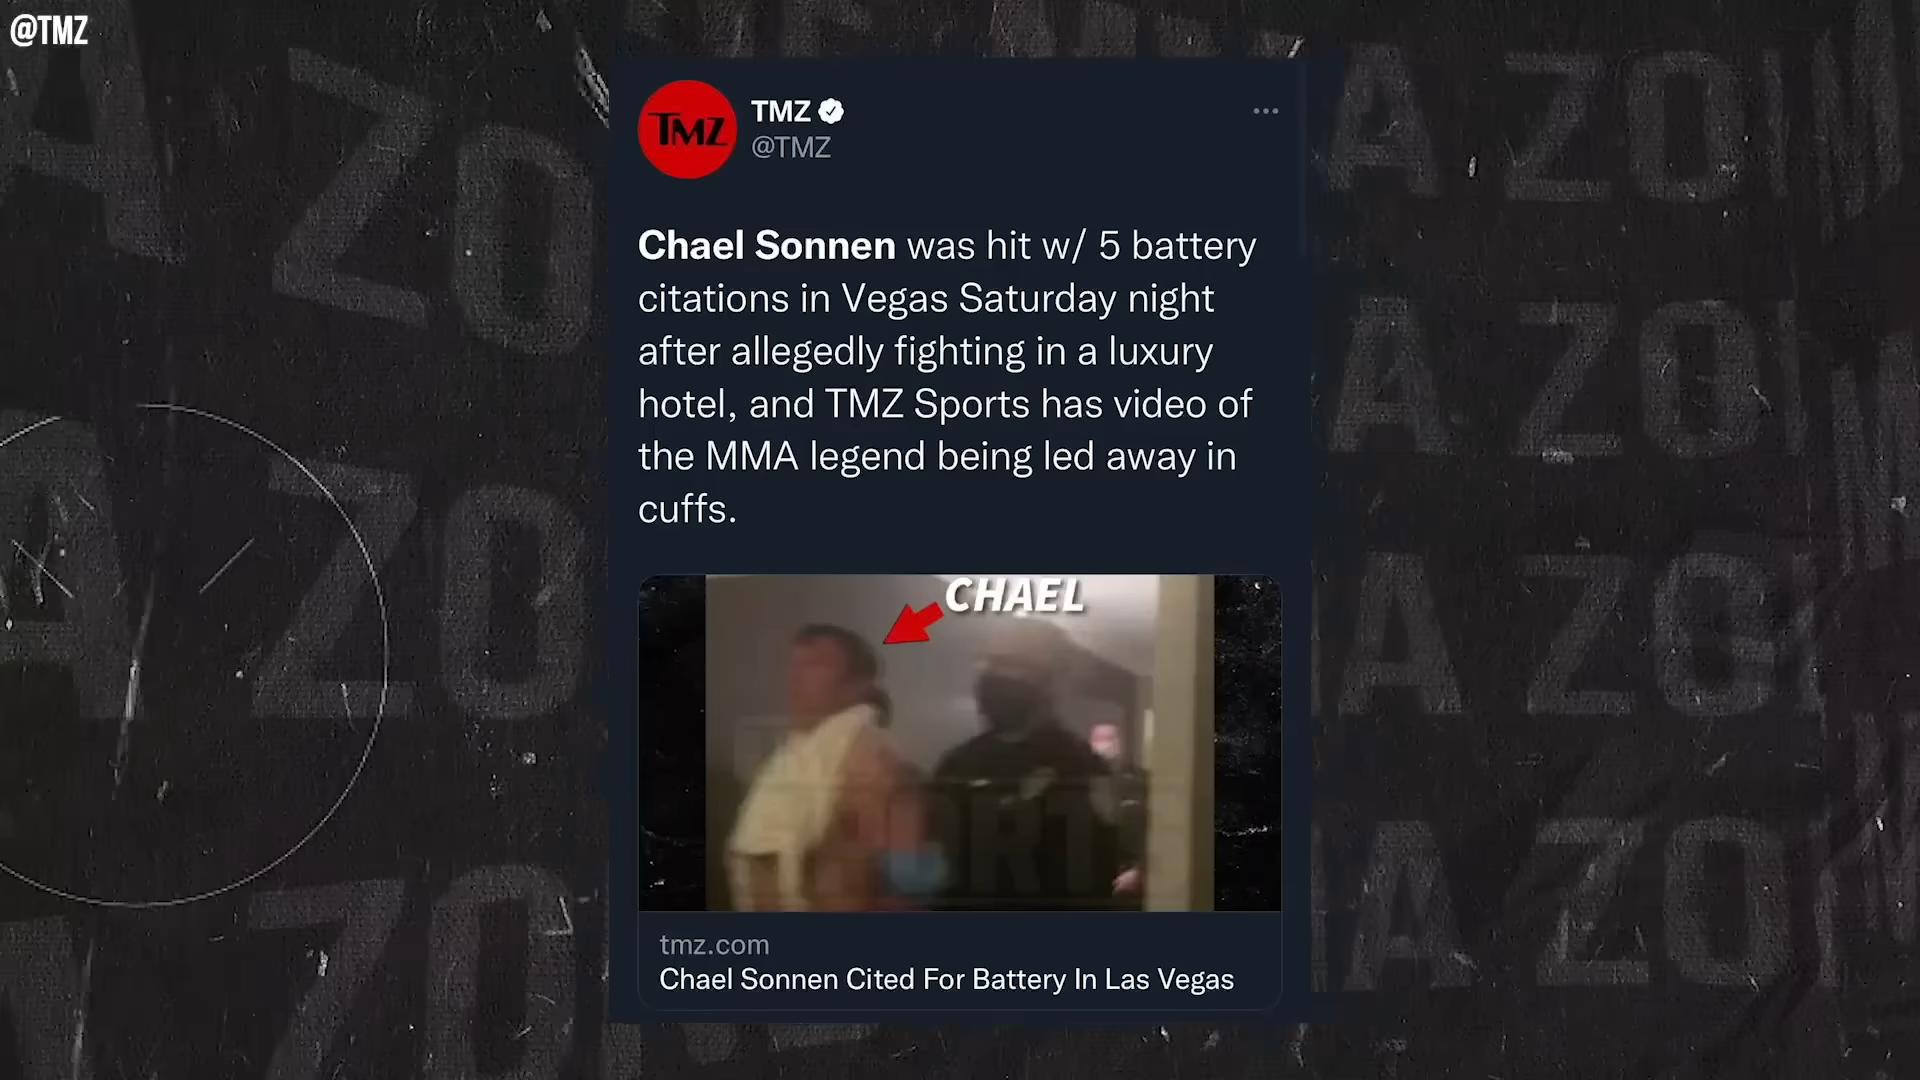 @TMZ
TMZ
TMZ
@TMZ
Chael Sonnen was hit w/ 5 battery
citations in Vegas Saturday night
after allegedly fighting in a luxury
hotel, and TMZ Sports has video of
the MMA legend being led away in
cuffs.
CHAEL
SPORTS
tmz.com
Chael Sonnen Cited For Battery In Las Vegas